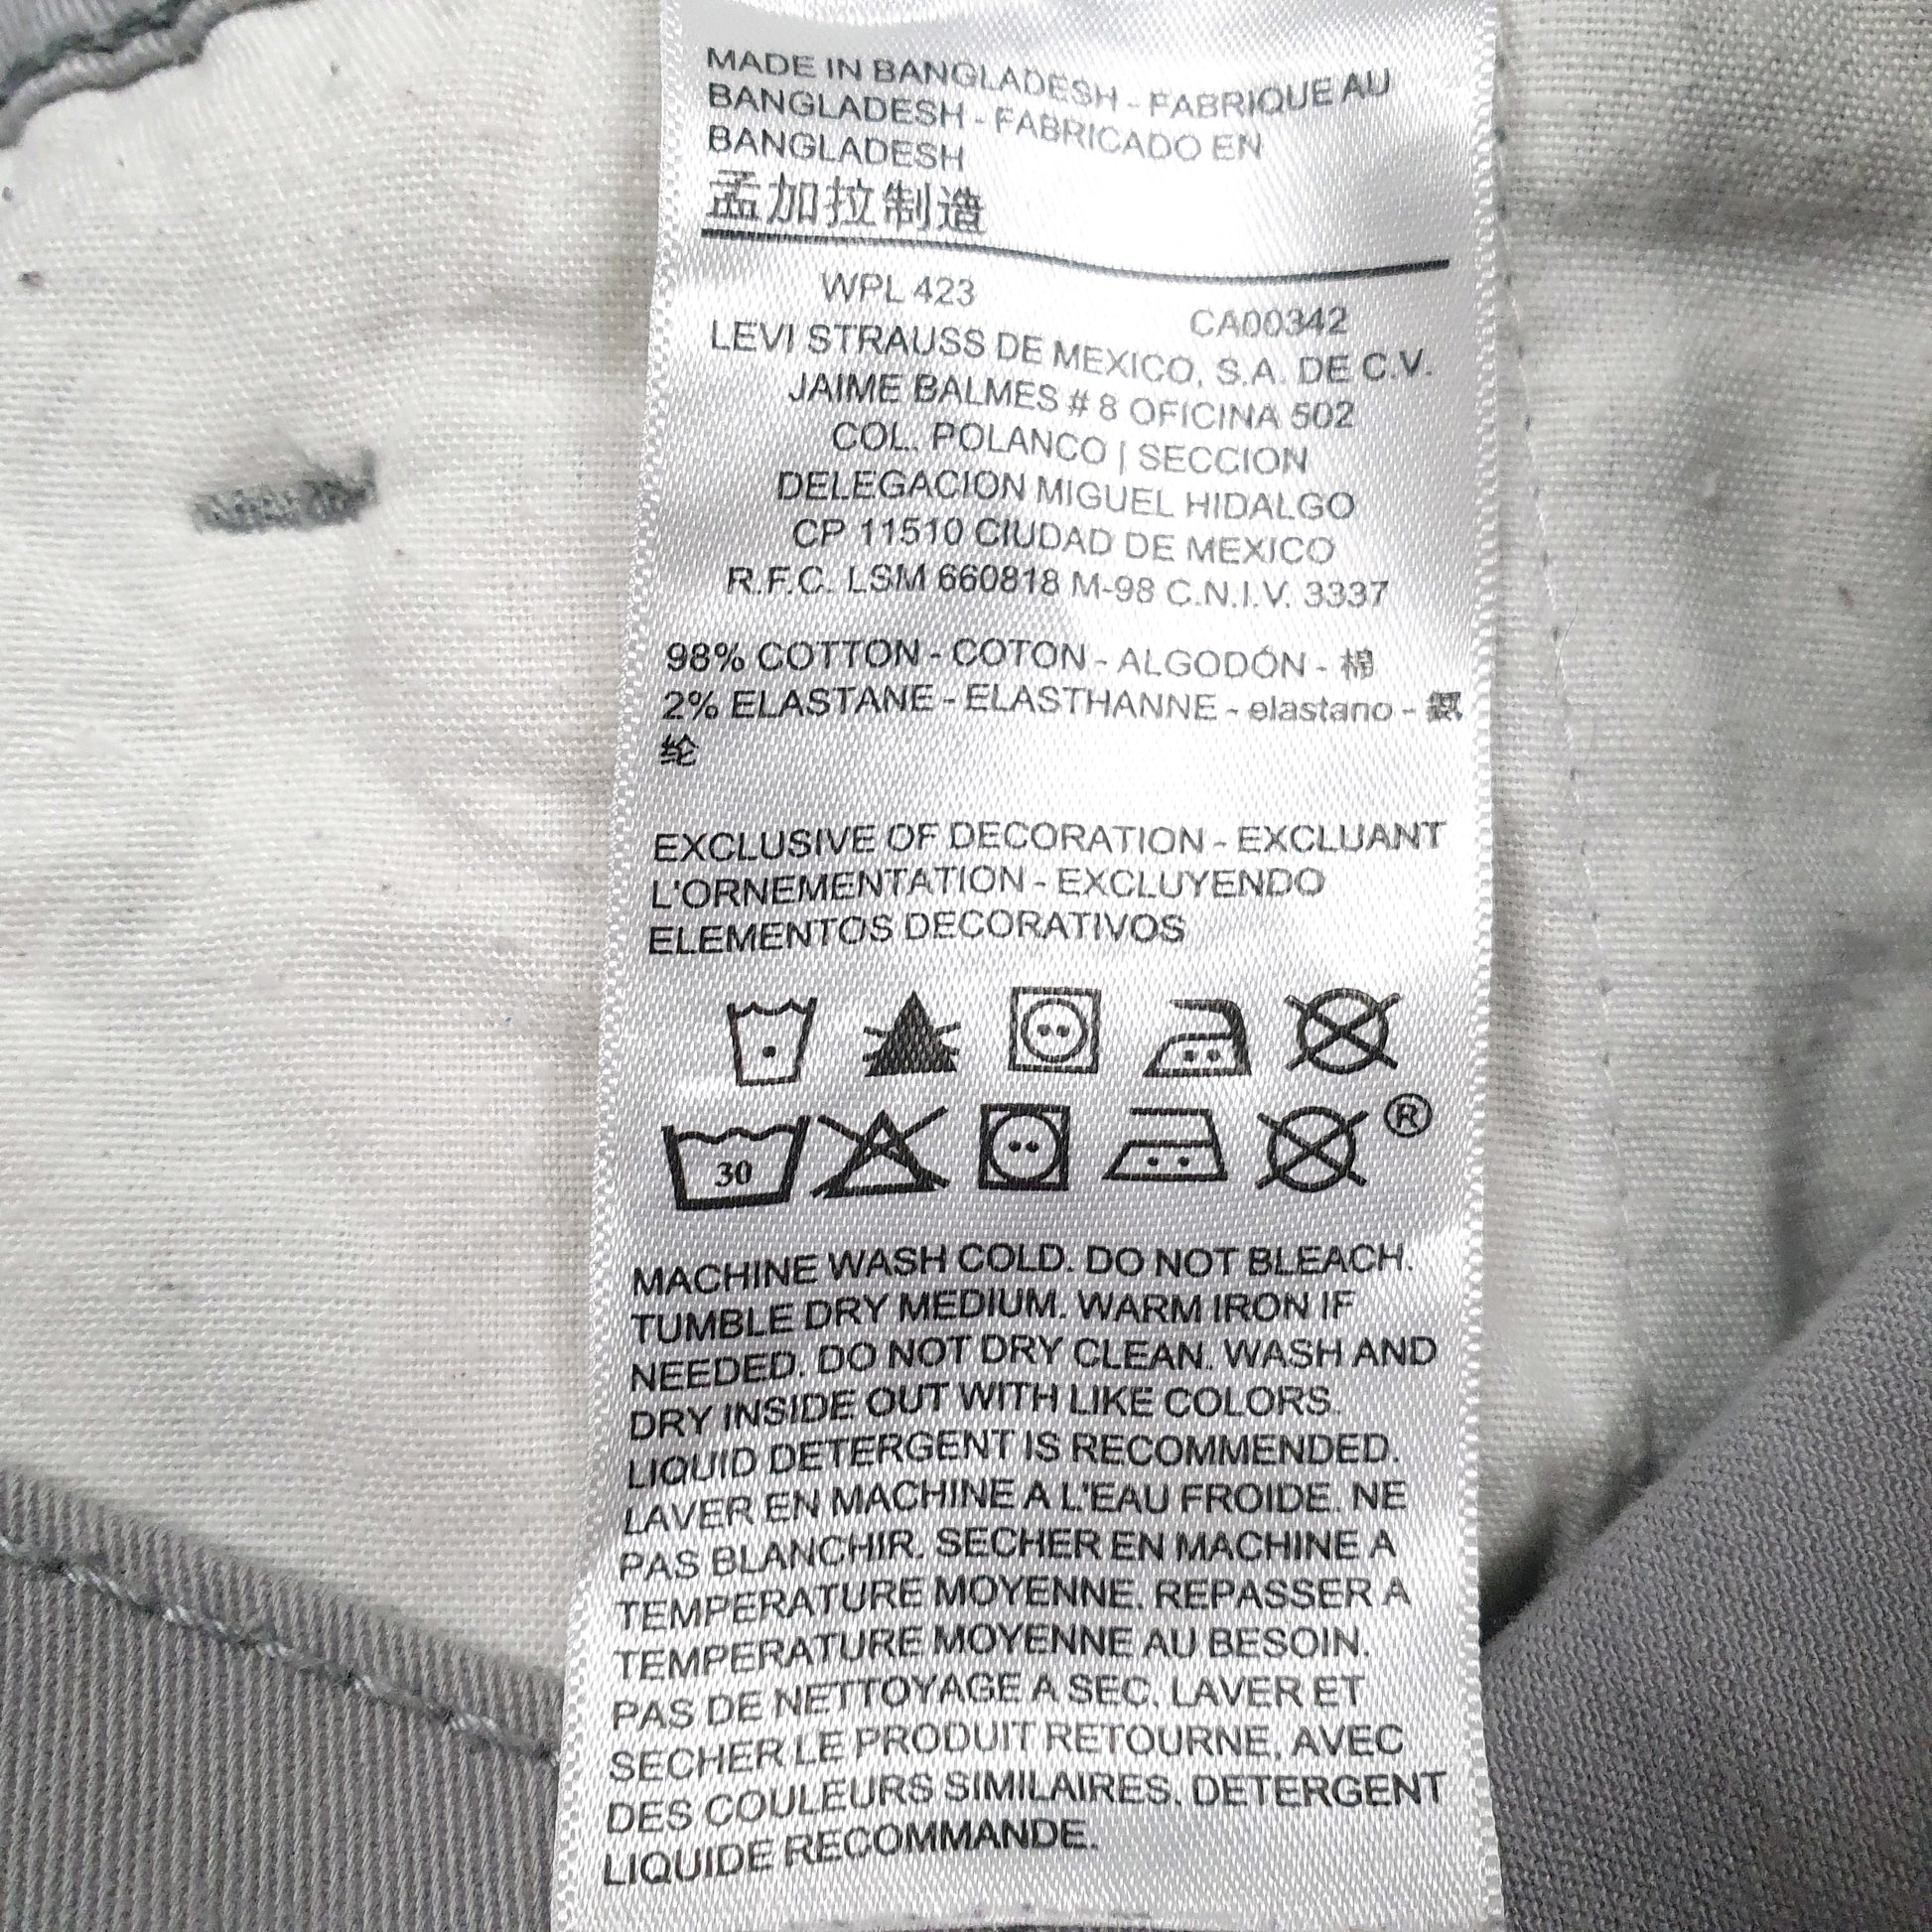 MADE IN BANGLADESH - FABRIQUE AU
BANGLADESH - FABRICADO EN
BANGLADESH
孟加拉制造
WPL 423 CA00342
LEVI STRAUSS DE MEXICO, S.A. DE C.V.
JAIME BALMES # 8 OFICINA 502
COL. POLANCO | SECCION
DELEGACION MIGUEL HIDALGO
CP 11510 CIUDAD DE MEXICO
R.F.C. LSM 660818 M-98 C.N.I.V. 3337
98% COTTON - COTON - ALGODÓN - 棉
2% ELASTANE - ELASTHANNE - elastano - 氨
纶
EXCLUSIVE OF DECORATION - EXCLUANT
L'ORNEMENTATION - EXCLUYENDO
ELEMENTOS DECORATIVOS
30 ®
MACHINE WASH COLD. DO NOT BLEACH.
TUMBLE DRY MEDIUM. WARM IRON IF
NEEDED. DO NOT DRY CLEAN. WASH AND
DRY INSIDE OUT WITH LIKE COLORS.
LIQUID DETERGENT IS RECOMMENDED.
LAVER EN MACHINE A L'EAU FROIDE. NE
PAS BLANCHIR. SECHER EN MACHINE A
TEMPERATURE MOYENNE. REPASSER A
TEMPERATURE MOYENNE AU BESOIN.
PAS DE NETTOYAGE A SEC. LAVER ET
SECHER LE PRODUIT RETOURNE, AVEC
DES COULEURS SIMILAIRES. DETERGENT
LIQUIDE RECOMMANDE.